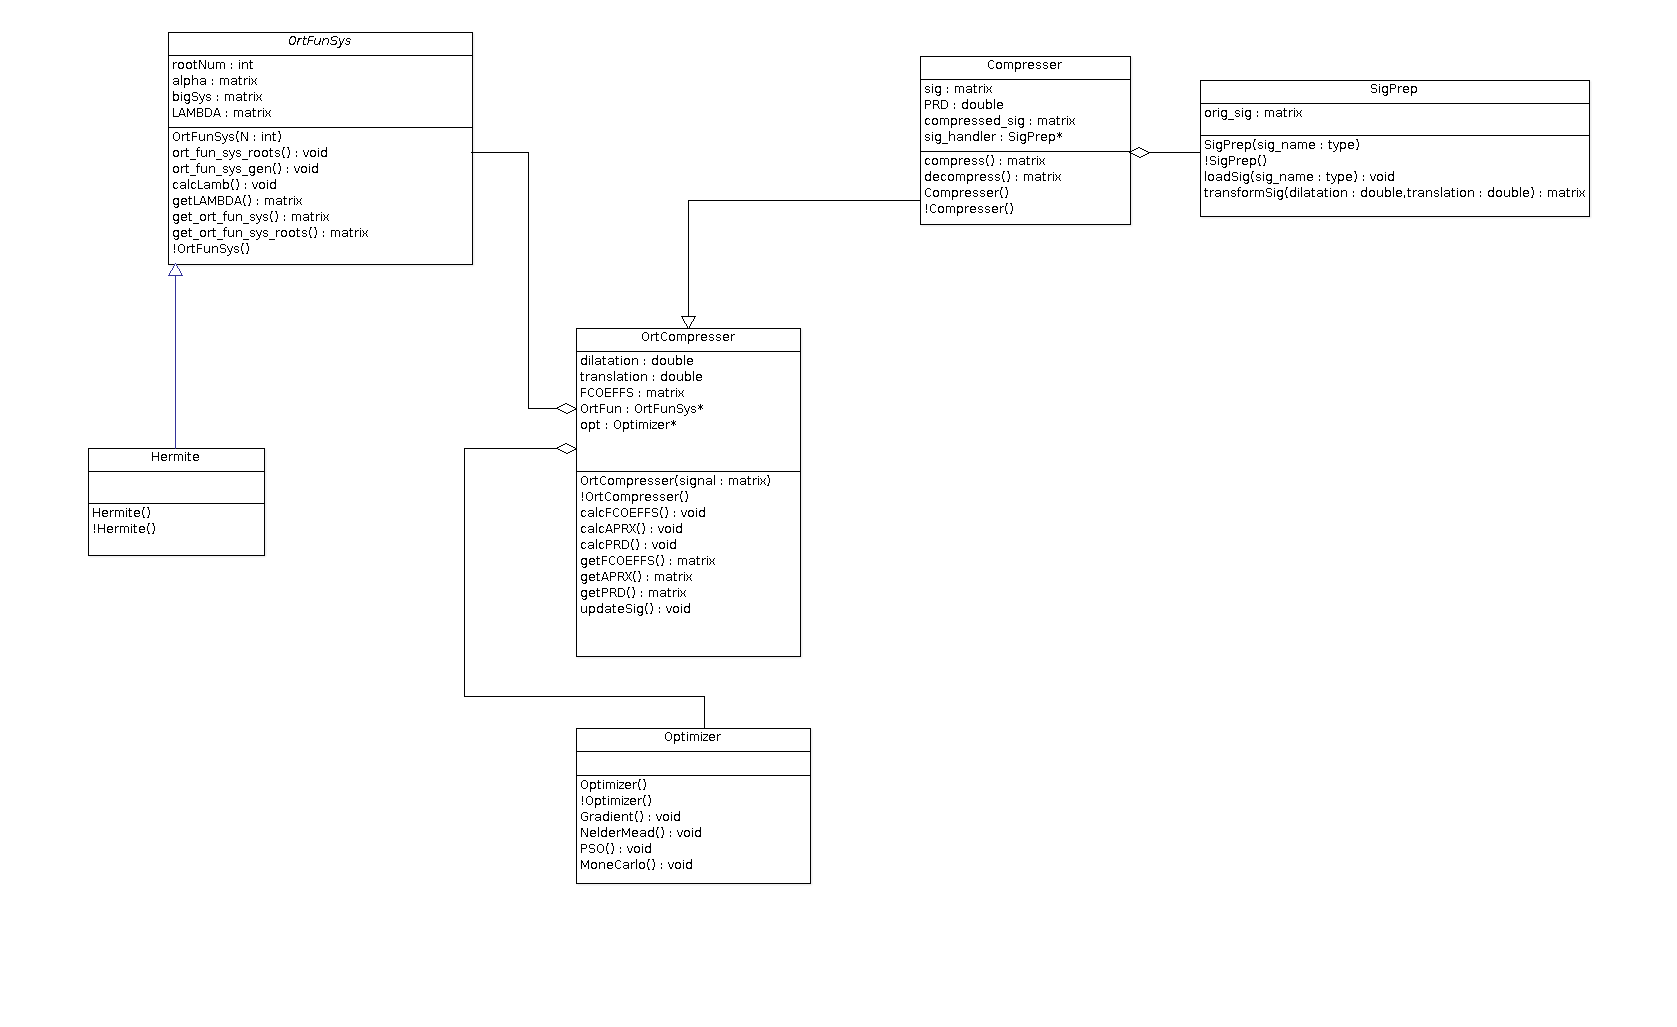 OrtFunSys
rootNum : int
alpha : matrix
bigSys : matrix
LAMBDA : matrix
OrtFunSys(N : int)
ort_fun_sys_roots() : void
ort_fun_sys_gen() : void
calcLamb() : void
getLAMBDA() : matrix
get_ort_fun_sys() : matrix
get_ort_fun_sys_roots() : matrix
!OrtFunSys()
Compresser
sig : matrix
PRD : double
compressed_sig : matrix
sig_handler : SigPrep*
compress() : matrix
decompress() : matrix
Compresser()
!Compresser()
SigPrep
orig_sig : matrix
SigPrep(sig_name : type)
!SigPrep()
loadSig(sig_name : type) : void
transformSig(dilatation : double,translation : double) : matrix
OrtCompresser
dilatation : double
translation : double
FCOEFFS : matrix
OrtFun : OrtFunSys*
opt : Optimizer*
OrtCompresser(signal : matrix)
!OrtCompresser()
calcFCOEFFS() : void
calcAPRX() : void
calcPRD() : void
getFCOEFFS() : matrix
getAPRX() : matrix
getPRD() : matrix
updateSig() : void
Hermite
Hermite()
!Hermite()
Optimizer
Optimizer()
!Optimizer()
Gradient() : void
NelderMead() : void
PSO() : void
MoneCarlo() : void